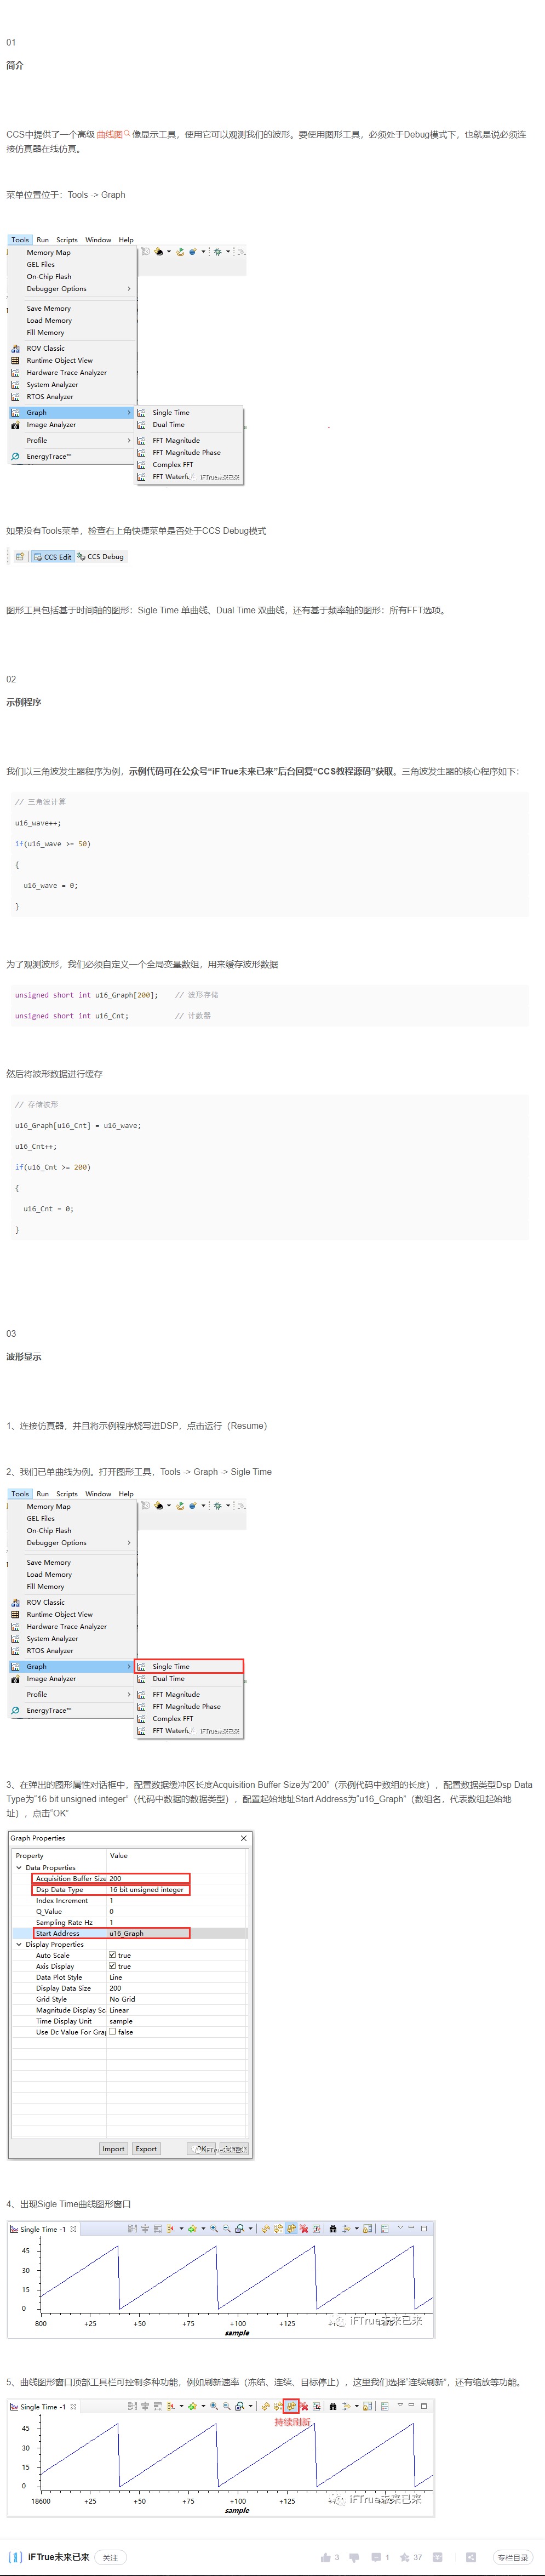 01
简介
CCS中提供了一个高级 曲线图 像显示工具，使用它可以观测我们的波形。要使用图形工具，必须处于Debug模式下，也就是说必须连
接仿真器在线仿真。
菜单位置位于：Tools -> Graph
Tools Run Scripts Window Help
Memory Map
GEL Files
On-Chip Flash
Debugger Options
Save Memory
Load Memory
Fill Memory
ROV Classic
Runtime Object View
Hardware Trace Analyzer
System Analyzer
RTOS Analyzer
Graph
Image Analyzer
Profile
EnergyTrace™
Single Time
Dual Time
FFT Magnitude
FFT Magnitude Phase
Complex FFT
FFT Waterf
iFTrue未来已来
如果没有Tools菜单，检查右上角快捷菜单是否处于CCS Debug模式
CCS Edit CCS Debug
图形工具包括基于时间轴的图形：Sigle Time 单曲线、Dual Time 双曲线，还有基于频率轴的图形：所有FFT选项。
02
示例程序
我们以三角波发生器程序为例，示例代码可在公众号“iFTrue未来已来”后台回复“CCS教程源码”获取。三角波发生器的核心程序如下：
// 三角波计算
u16_wave++;
if(u16_wave >= 50)
{
u16_wave = 0;
}
为了观测波形，我们必须自定义一个全局变量数组，用来缓存波形数据
unsigned short int u16_Graph[200]; // 波形存储
unsigned short int u16_Cnt; // 计数器
然后将波形数据进行缓存
// 存储波形
u16_Graph[u16_Cnt] = u16_wave;
u16_Cnt++;
if(u16_Cnt >= 200)
{
u16_Cnt = 0;
}
03
波形显示
1、连接仿真器，并且将示例程序烧写进DSP，点击运行（Resume）
2、我们已单曲线为例。打开图形工具，Tools -> Graph -> Sigle Time
Tools Run Scripts Window Help
Memory Map
GEL Files
On-Chip Flash
Debugger Options
Save Memory
Load Memory
Fill Memory
ROV Classic
Runtime Object View
Hardware Trace Analyzer
System Analyzer
RTOS Analyzer
Graph
Image Analyzer
Profile
EnergyTrace™
Single Time
Dual Time
FFT Magnitude
FFT Magnitude Phase
Complex FFT
FFT Waterf
iFTrue未来已来
3、在弹出的图形属性对话框中，配置数据缓冲区长度Acquisition Buffer Size为”200”（示例代码中数组的长度），配置数据类型Dsp Data
Type为”16 bit unsigned integer”（代码中数据的数据类型），配置起始地址Start Address为”u16_Graph”（数组名，代表数组起始地
址），点击”OK”
Graph Properties
Property Value
Data Properties
Acquisition Buffer Size 200
Dsp Data Type 16 bit unsigned integer
Index Increment 1
Q_Value 0
Sampling Rate Hz 1
Start Address u16_Graph
Display Properties
Auto Scale true
Axis Display true
Data Plot Style Line
Display Data Size 200
Grid Style No Grid
Magnitude Display Sca Linear
Time Display Unit sample
Use Dc Value For Grap false
Import Export OK
4、出现Sigle Time曲线图形窗口
Single Time -1
45
30
15
0
800 +25 +50 +75 +100 +125 +150 +175
sample
iFTrue未来已来
5、曲线图形窗口顶部工具栏可控制多种功能，例如刷新速率（冻结、连续、目标停止），这里我们选择”连续刷新”，还有缩放等功能。
Single Time -1
持续刷新
45
30
15
0
18600 +25 +50 +75 +100 +125 +150 +175
sample
iFTrue未来已来
iFTrue未来已来 关注 3 1 37 专栏目录